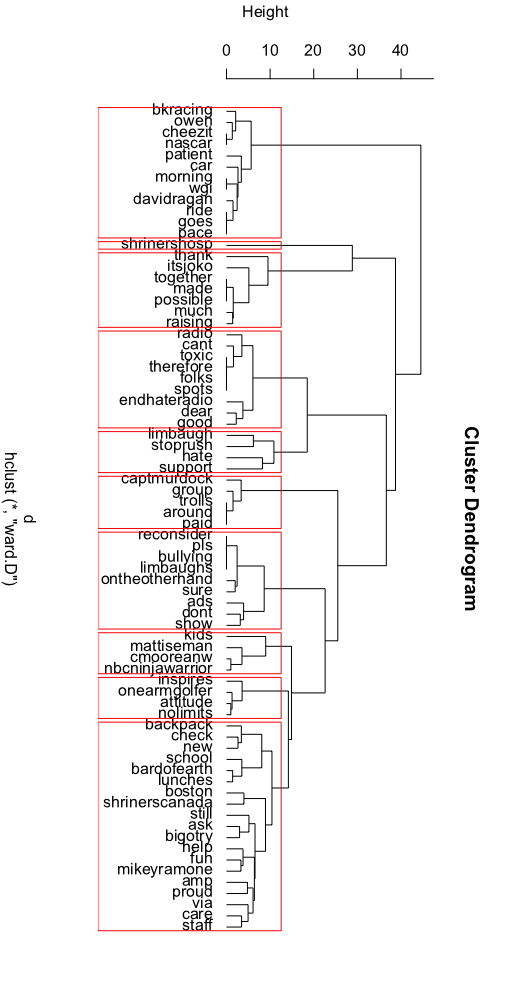 Height
0 10 20 30 40
bkracing
owen
cheezit
nascar
patient
car
morning
wgi
davidragan
ride
goes
pace
shrinershosp
thank
itsjoko
together
made
possible
much
raising
radio
cant
toxic
therefore
folks
spots
endhateradio
dear
good
limbaugh
stoprush
hate
support
captmurdock
group
trolls
around
paid
reconsider
pls
bullying
limbaughs
ontheotherhand
sure
ads
dont
show
kids
mattiseman
cmooreanw
nbcninjawarrior
inspires
onearmgolfer
attitude
nolimits
backpack
check
new
school
bardofearth
lunches
boston
shrinerscanada
still
ask
bigotry
help
fuh
mikeyramone
amp
proud
via
care
staff
Cluster Dendrogram
d
hclust (*, "ward.D")